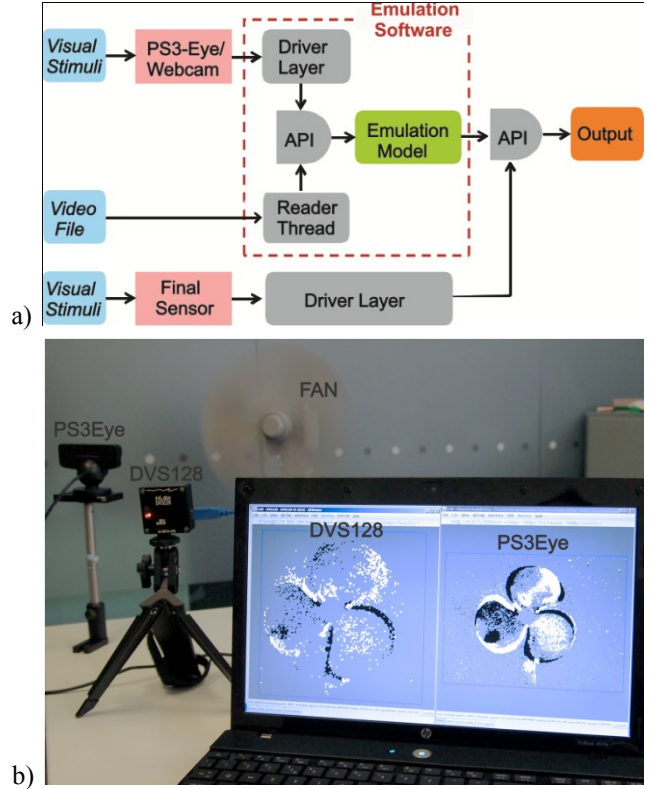 Emulation
Software
Visual
Stimuli
PS3-Eye/
Webcam
Driver
Layer
API
Emulation
Model
API
Output
Video
File
Reader
Thread
Visual
Stimuli
Final
Sensor
Driver Layer
a)
FAN
PS3Eye
DVS128
DVS128
PS3Eye
hp
b)